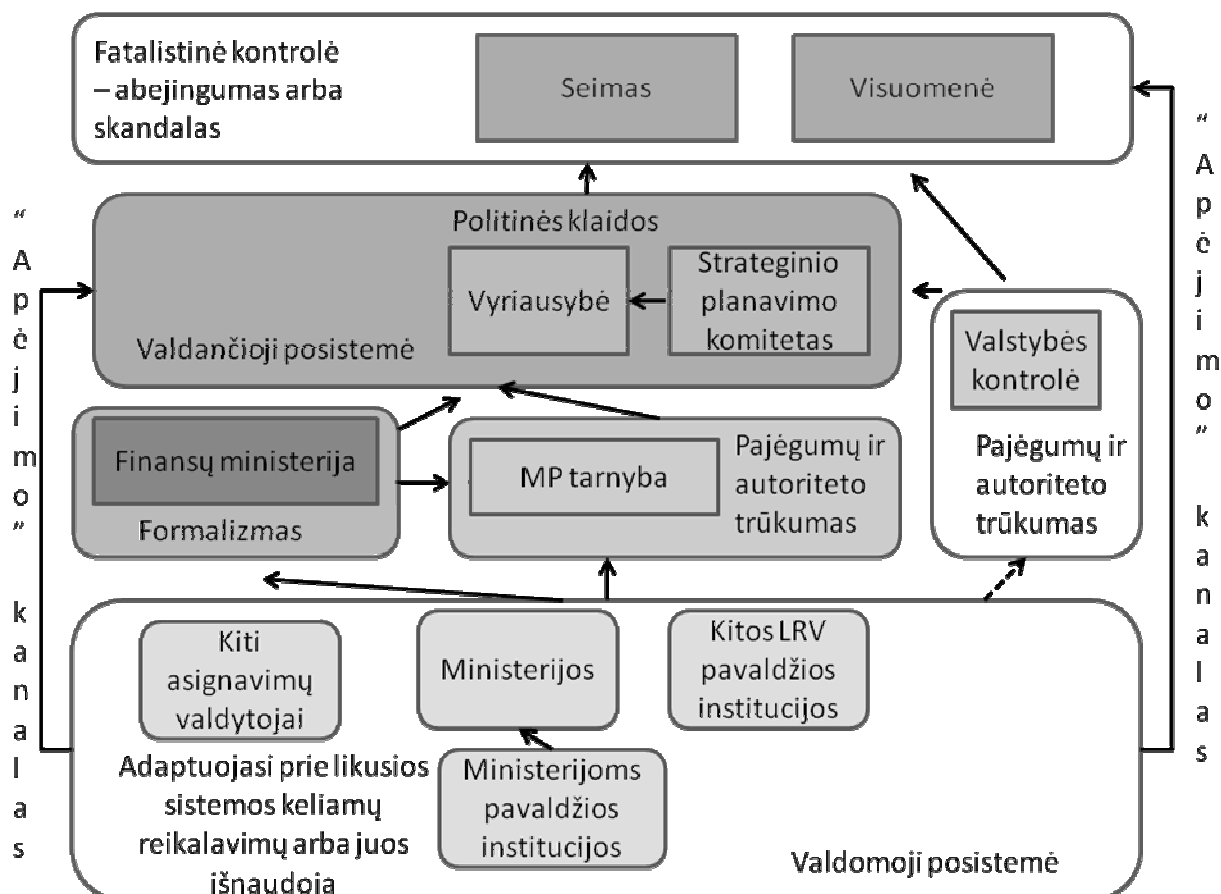 Fatalistinė kontrolė
– abejingumas arba
skandalas
Seimas
Visuomenė
Politinės klaidos
Vyriausybė
Strateginio
planavimo
komitetas
Valdančioji posistemė
Valstybės
kontrolė
Pajėgumų ir
autoriteto
trūkumas
Finansų ministerija
Formalizmas
MP tarnyba
Pajėgumų ir
autoriteto
trūkumas
Kiti
asignavimų
valdytojai
Ministerijos
Kitos LRV
pavaldžios
institucijos
Adaptuojasi prie likusios
sistemos keliamų
reikalavimų arba juos
išnaudoja
Ministerijoms
pavaldžios
institucijos
Valdomoji posistemė
“Apėjimo” kanalas
“Apėjimo” kanalas